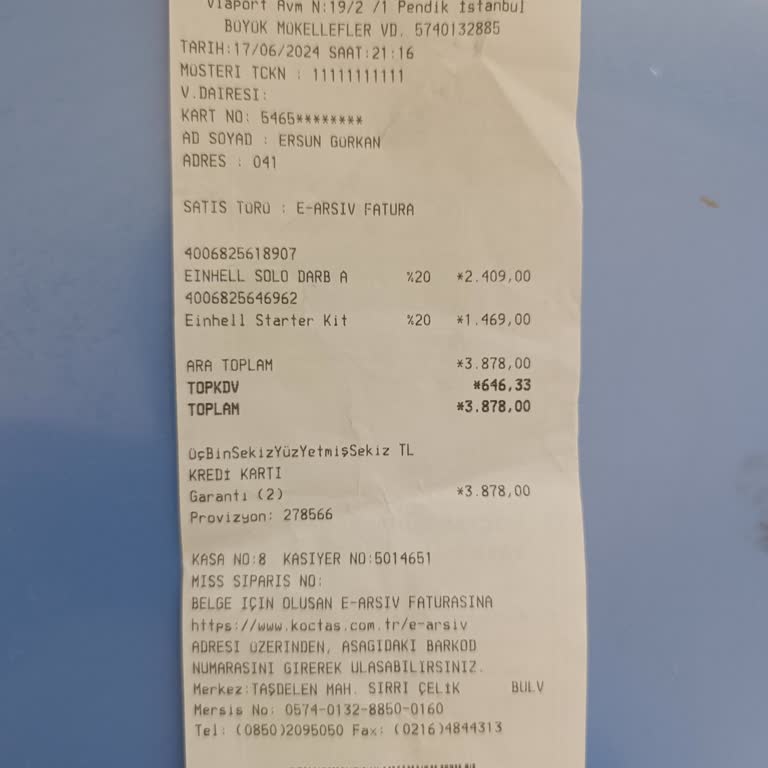 Viaport Avm N:19/2 /1 Pendik İstanbul
BÜYÜK MÜKELLEFLER VD. 5740132885
TARIH:17/06/2024 SAAT:21:16
MÜSTERI TCKN : 11111111111
V.DAIRESI:
KART NO: 5465********
AD SOYAD : ERSUN GÜRKAN
ADRES : 041
SATIS TÜRÜ : E-ARSIV FATURA
4006825618907
EINHELL SOLO DARB A %20 *2.409,00
4006825646962
Einhell Starter Kit %20 *1.469,00
ARA TOPLAM *3.878,00
TOPKDV *646,33
TOPLAM *3.878,00
ÜçBinSekizYüzYetmişSekiz TL
KREDİ KARTI
Garanti (2) *3.878,00
Provizyon: 278566
KASA NO:8 KASIYER NO:5014651
MISS SIPARIS NO:
BELGE IÇIN OLUSAN E-ARSIV FATURASINA
https://www.koctas.com.tr/e-arsiv
ADRESI ÜZERINDEN, ASAGIDAKI BARKOD
NUMARASINI GIREREK ULASABILIRSINIZ.
Merkez:TAŞDELEN MAH. SIRRI ÇELİK BULV
Mersis No: 0574-0132-8850-0160
Tel: (0850)2095050 Fax: (0216)4844313